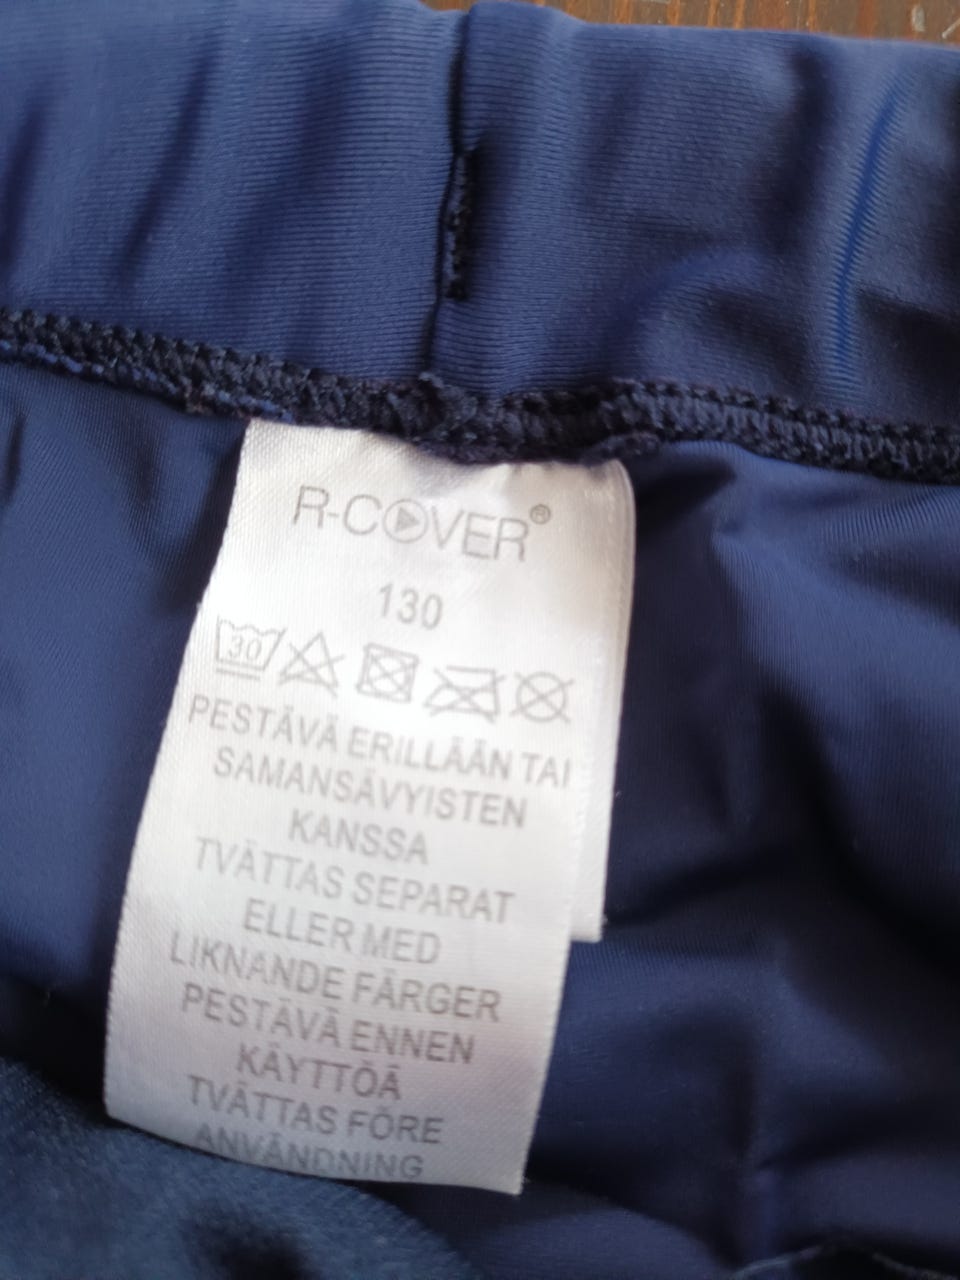 R-COVER®
130
30
PESTÄVÄ ERILLÄÄN TAI
SAMANSÄVYISTEN
KANSSA
TVÄTTAS SEPARAT
ELLER MED
LIKNANDE FÄRGER
PESTÄVÄ ENNEN
KÄYTTÖÄ
TVÄTTAS FÖRE
ANVÄNDNING